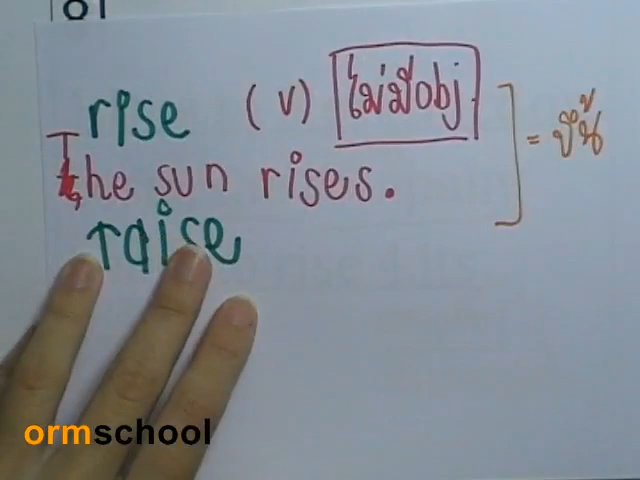 rise (v) ไม่มีobj
The sun rises. = ขึ้น
raise
ormschool